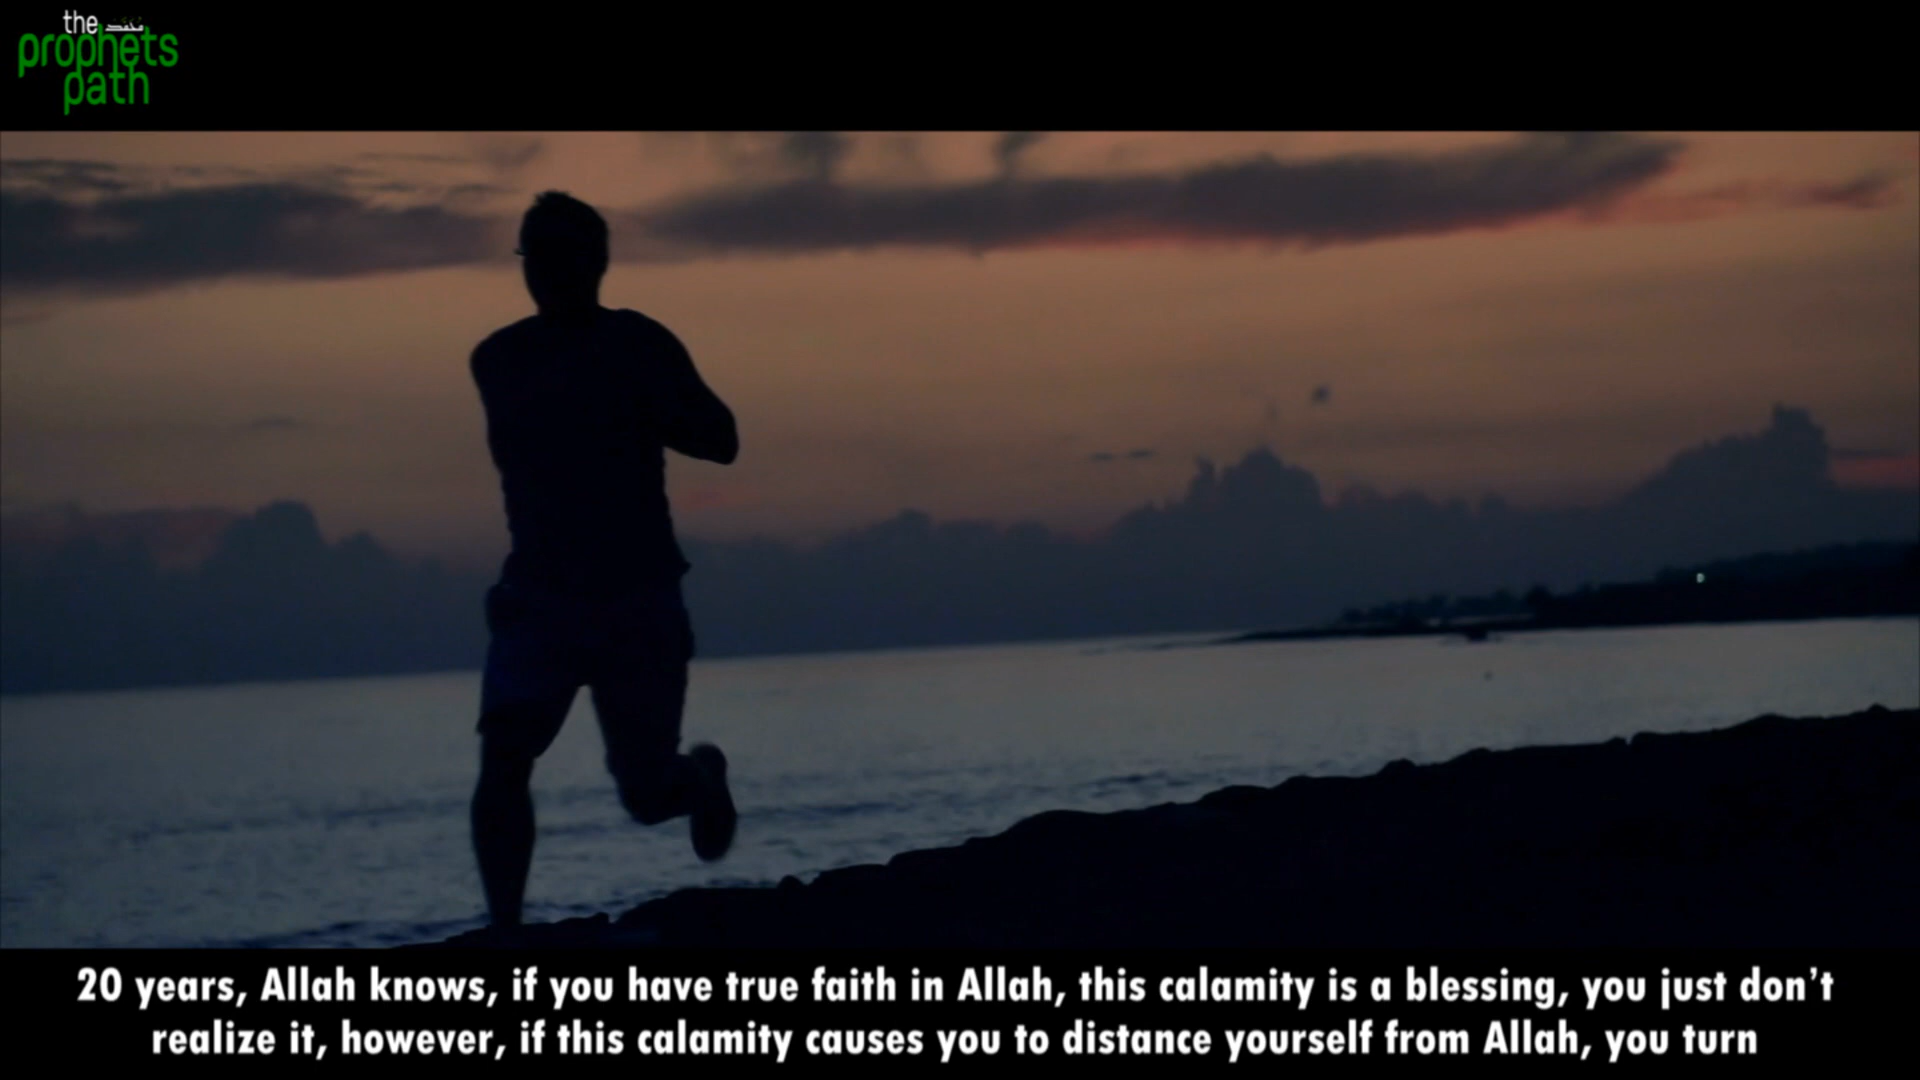 the محمد
prophets
path
20 years, Allah knows, if you have true faith in Allah, this calamity is a blessing, you just don’t
realize it, however, if this calamity causes you to distance yourself from Allah, you turn